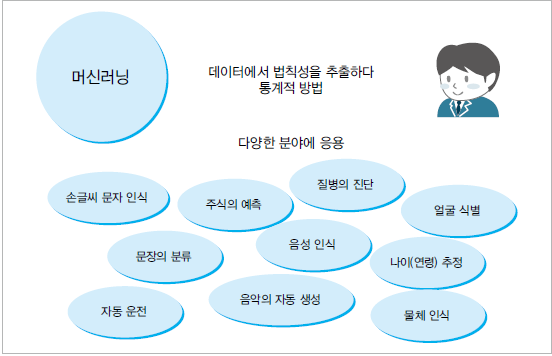 머신러닝
데이터에서 법칙성을 추출하다
통계적 방법
다양한 분야에 응용
질병의 진단
손글씨 문자 인식
주식의 예측
얼굴 식별
음성 인식
문장의 분류
나이(연령) 추정
음악의 자동 생성
자동 운전
물체 인식